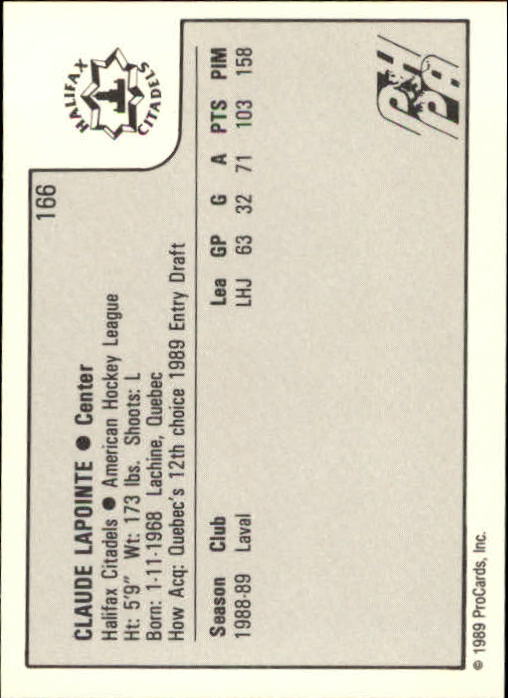 HALIFAX
CITADELS
166
CLAUDE LAPOINTE ● Center
Halifax Citadels ● American Hockey League
Ht: 5'9" Wt: 173 lbs. Shoots: L
Born: 1-11-1968 Lachine, Quebec
How Acq: Quebec's 12th choice 1989 Entry Draft
Season Club Lea GP G A PTS PIM
1988-89 Laval LHJ 63 32 71 103 158
PH
PA
© 1989 ProCards, Inc.